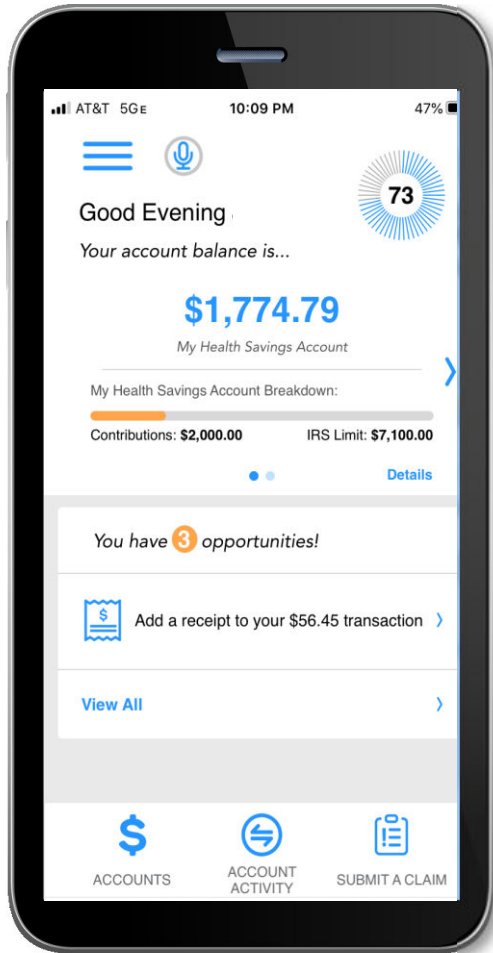 AT&T 5GE 10:09 PM 47%
73
Good Evening
Your account balance is...
$1,774.79
My Health Savings Account
My Health Savings Account Breakdown:
Contributions: $2,000.00 IRS Limit: $7,100.00
Details
You have 3 opportunities!
$
Add a receipt to your $56.45 transaction
View All
$
ACCOUNTS
ACCOUNT
ACTIVITY
SUBMIT A CLAIM